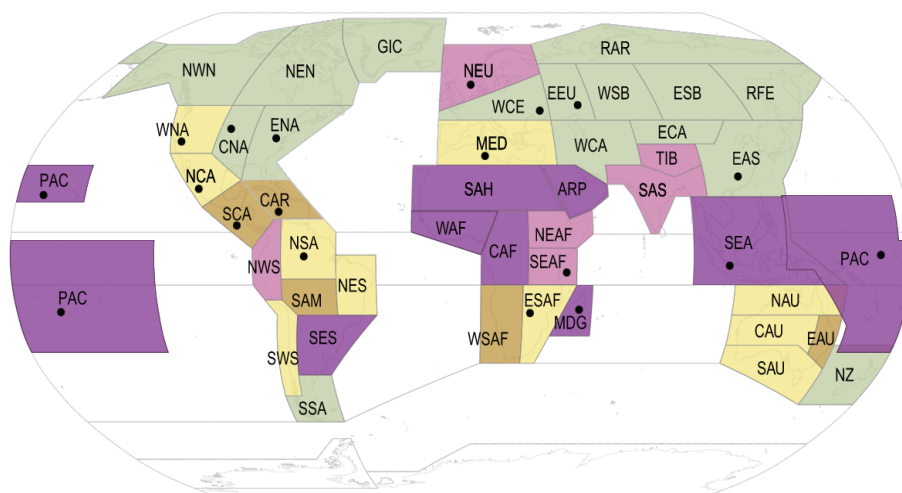 GIC
RAR
NWN
NEN
NEU
WCE
EEU
WSB
ESB
RFE
WNA
CNA
ENA
MED
WCA
ECA
EAS
TIB
PAC
NCA
SCA
CAR
SAH
ARP
SAS
WAF
CAF
NEAF
SEAF
NWS
NSA
NES
SEA
PAC
PAC
SAM
SWS
SES
WSAF
ESAF
MDG
NAU
CAU
EAU
SAU
NZ
SSA